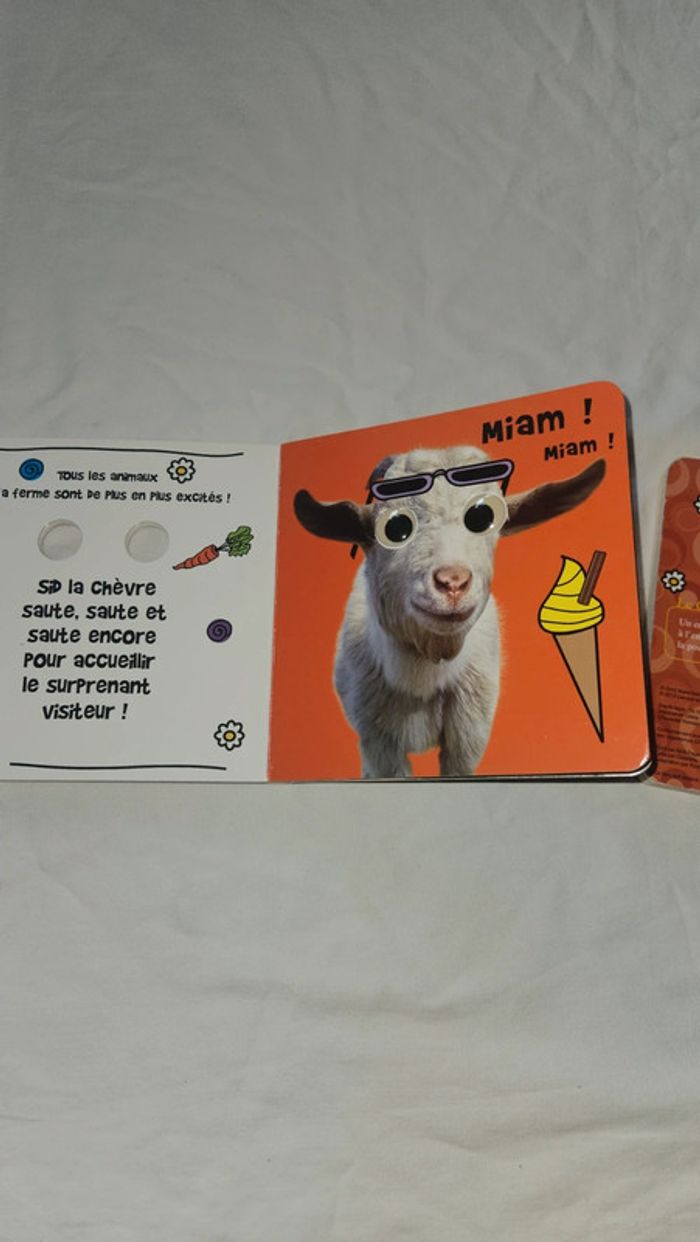 Tous les animaux
a ferme sont de plus en plus excités !
Sid la chèvre
saute, saute et
saute encore
pour accueillir
le surprenant
visiteur !
Miam !
Miam !
Un
à l'